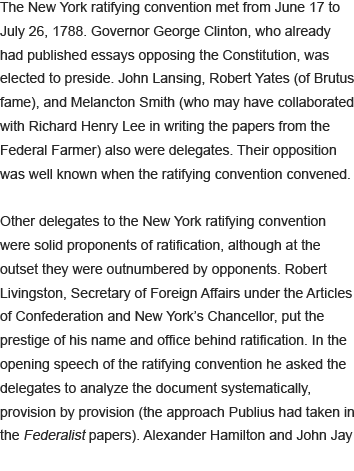 The New York ratifying convention met from June 17 to
July 26, 1788. Governor George Clinton, who already
had published essays opposing the Constitution, was
elected to preside. John Lansing, Robert Yates (of Brutus
fame), and Melancton Smith (who may have collaborated
with Richard Henry Lee in writing the papers from the
Federal Farmer) also were delegates. Their opposition
was well known when the ratifying convention convened.

Other delegates to the New York ratifying convention
were solid proponents of ratification, although at the
outset they were outnumbered by opponents. Robert
Livingston, Secretary of Foreign Affairs under the Articles
of Confederation and New York's Chancellor, put the
prestige of his name and office behind ratification. In the
opening speech of the ratifying convention he asked the
delegates to analyze the document systematically,
provision by provision (the approach Publius had taken in
the Federalist papers). Alexander Hamilton and John Jay